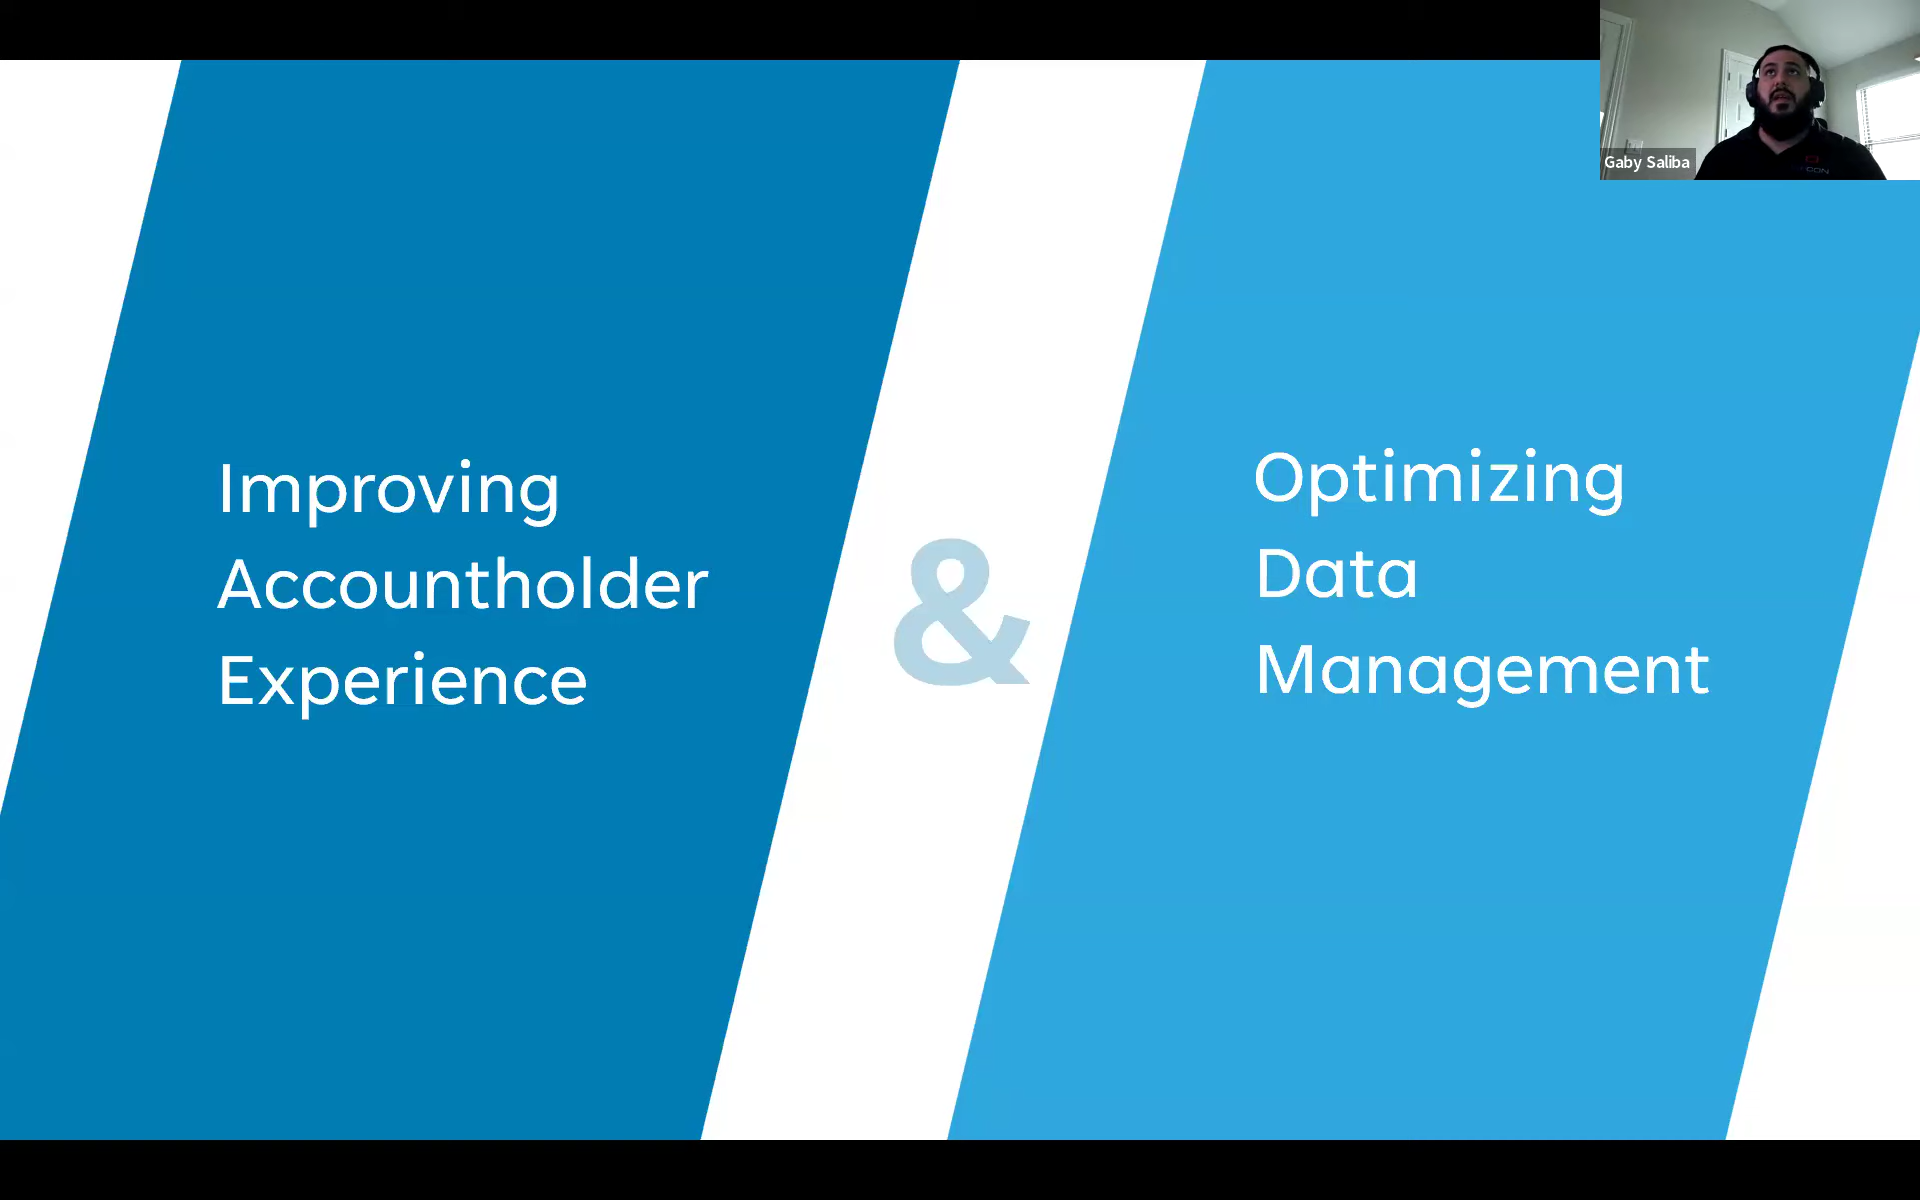 Gaby Saliba
Improving
Accountholder
Experience
&
Optimizing
Data
Management